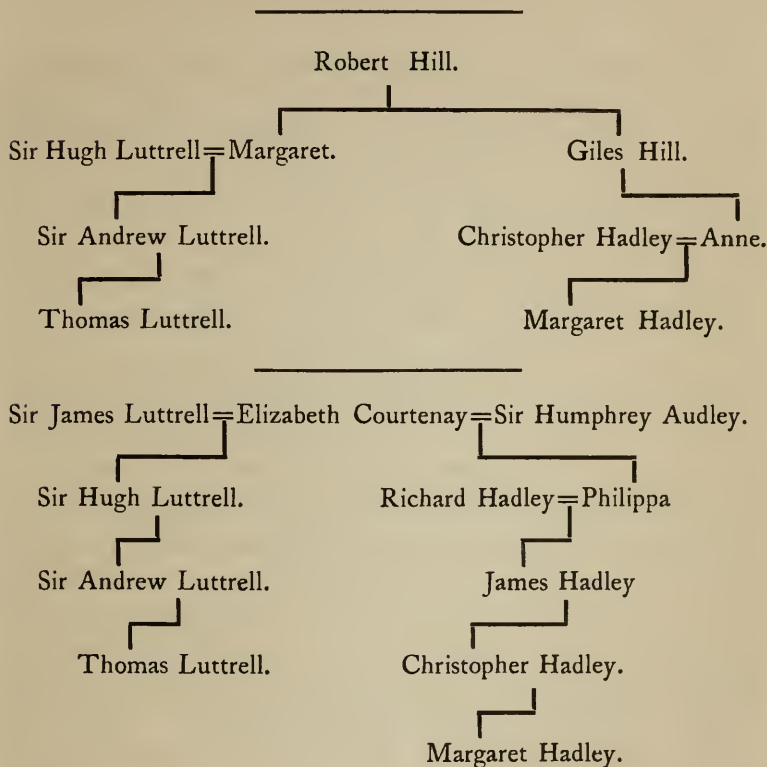 Robert Hill.
Sir Hugh Luttrell=Margaret. Giles Hill.
Sir Andrew Luttrell. Christopher Hadley=Anne.
Thomas Luttrell. Margaret Hadley.
Sir James Luttrell=Elizabeth Courtenay=Sir Humphrey Audley.
Sir Hugh Luttrell. Richard Hadley=Philippa
Sir Andrew Luttrell. James Hadley
Thomas Luttrell. Christopher Hadley.
Margaret Hadley.